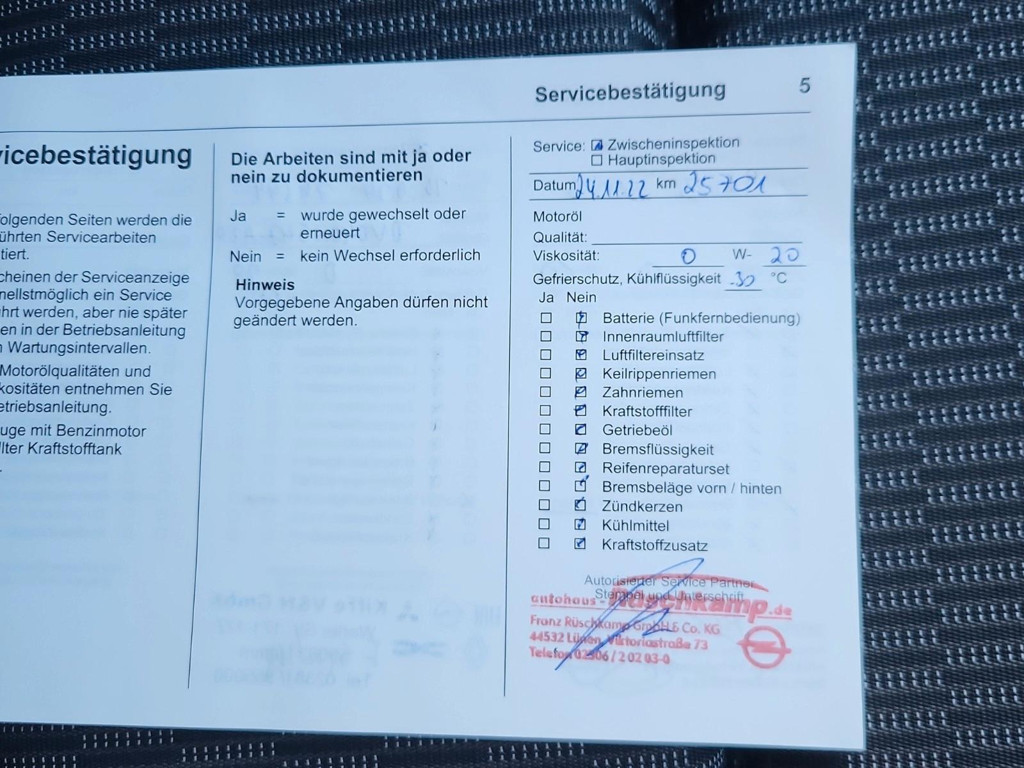 Servicebestätigung 5
icebestätigung
olgenden Seiten werden die
ührten Servicearbeiten
tiert.
cheinen der Serviceanzeige
nellstmöglich ein Service
hrt werden, aber nie später
en in der Betriebsanleitung
Wartungsintervallen.
Motorölqualitäten und
kositäten entnehmen Sie
etriebsanleitung.
uge mit Benzinmotor
llter Kraftstofftank
Die Arbeiten sind mit ja oder
nein zu dokumentieren
Ja = wurde gewechselt oder
erneuert
Nein = kein Wechsel erforderlich
Hinweis
Vorgegebene Angaben dürfen nicht
geändert werden.
Service: Zwischeninspektion
Hauptinspektion
Datum 24.11.22 km 25701
Motoröl
Qualität:
Viskosität: 0 W- 20
Gefrierschutz, Kühlflüssigkeit -30 °C
Ja Nein
Batterie (Funkfernbedienung)
Innenraumluftfilter
Luftfiltereinsatz
Keilrippenriemen
Zahnriemen
Kraftstofffilter
Getriebeöl
Bremsflüssigkeit
Reifenreparaturset
Bremsbeläge vorn / hinten
Zündkerzen
Kühlmittel
Kraftstoffzusatz
Autorisierter Service Partner
Stempel und Unterschrift
autohaus-Rüschkamp.de
Franz Rüschkamp GmbH & Co. KG
44532 Lünen, Viktoriastraße 73
Telefon 02306 / 2 02 03-0